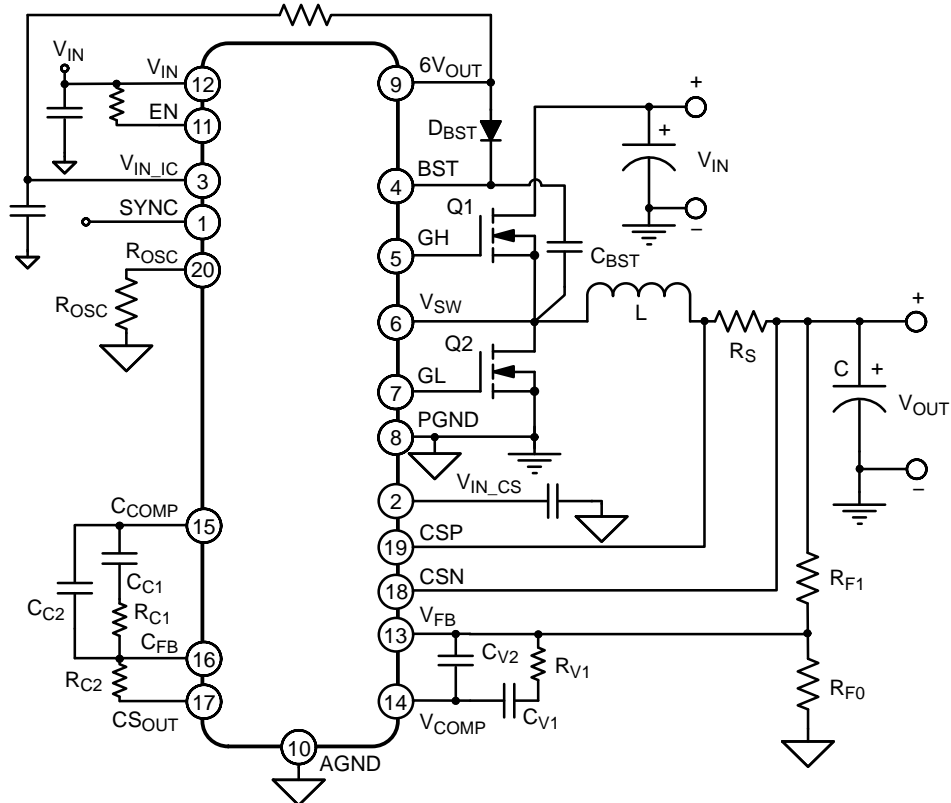 V_IN
V_IN
12
EN
11
V_IN_IC
3
SYNC
1
R_OSC
20
R_OSC
C_COMP
15
C_C1
C_C2
R_C1
C_FB
16
R_C2
17
CS_OUT
10
AGND
6V_OUT
9
D_BST
BST
4
Q1
GH
5
C_BST
V_SW
6
L
R_S
Q2
GL
7
PGND
8
V_IN_CS
2
CSP
19
CSN
18
V_FB
13
C_V2
R_V1
14
V_COMP
C_V1
+
+
V_IN
−
+
C
+
V_OUT
−
R_F1
R_F0